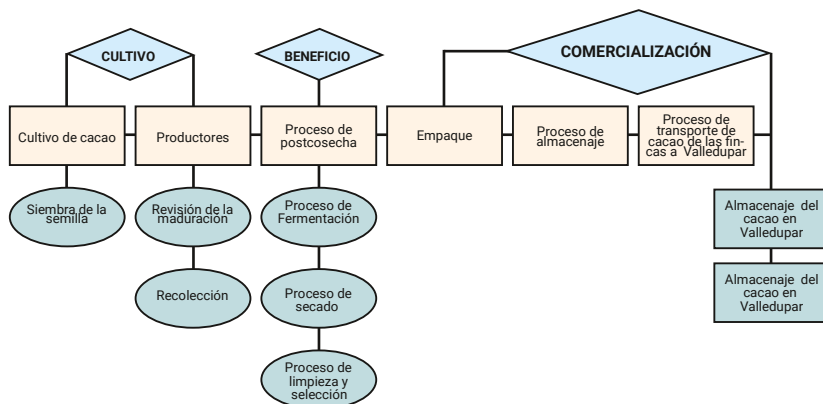 CULTIVO
BENEFICIO
COMERCIALIZACIÓN
Cultivo de cacao
Productores
Proceso de
postcosecha
Empaque
Proceso de
almacenaje
Proceso de
transporte de
cacao de las fin-
cas a Valledupar
Siembra de la
semilla
Revisión de la
maduración
Proceso de
Fermentación
Almacenaje del
cacao en
Valledupar
Recolección
Proceso de
secado
Almacenaje del
cacao en
Valledupar
Proceso de
limpieza y
selección